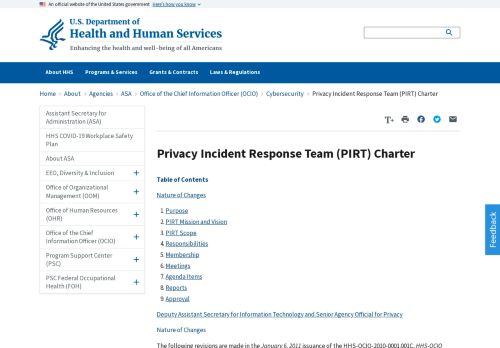 An official website of the United States government Here's how you know
U.S. Department of
Health and Human Services
Enhancing the health and well-being of all Americans
About HHS Programs & Services Grants & Contracts Laws & Regulations
Home > About > Agencies > ASA > Office of the Chief Information Officer (OCIO) > Cybersecurity > Privacy Incident Response Team (PIRT) Charter
Assistant Secretary for
Administration (ASA)
HHS COVID-19 Workplace Safety
Plan
About ASA
EEO, Diversity & Inclusion +
Office of Organizational
Management (OOM) +
Office of Human Resources
(OHR) +
Office of the Chief
Information Officer (OCIO) +
Program Support Center
(PSC) +
PSC Federal Occupational
Health (FOH) +
T+
Privacy Incident Response Team (PIRT) Charter
Table of Contents
Nature of Changes
1. Purpose
2. PIRT Mission and Vision
3. PIRT Scope
4. Responsibilities
5. Membership
6. Meetings
7. Agenda Items
8. Reports
9. Approval
Deputy Assistant Secretary for Information Technology and Senior Agency Official for Privacy
Nature of Changes
The following revisions are made in the January 6, 2011 issuance of the HHS-OCIO-2010-0001.001C, HHS-OCIO
Feedback